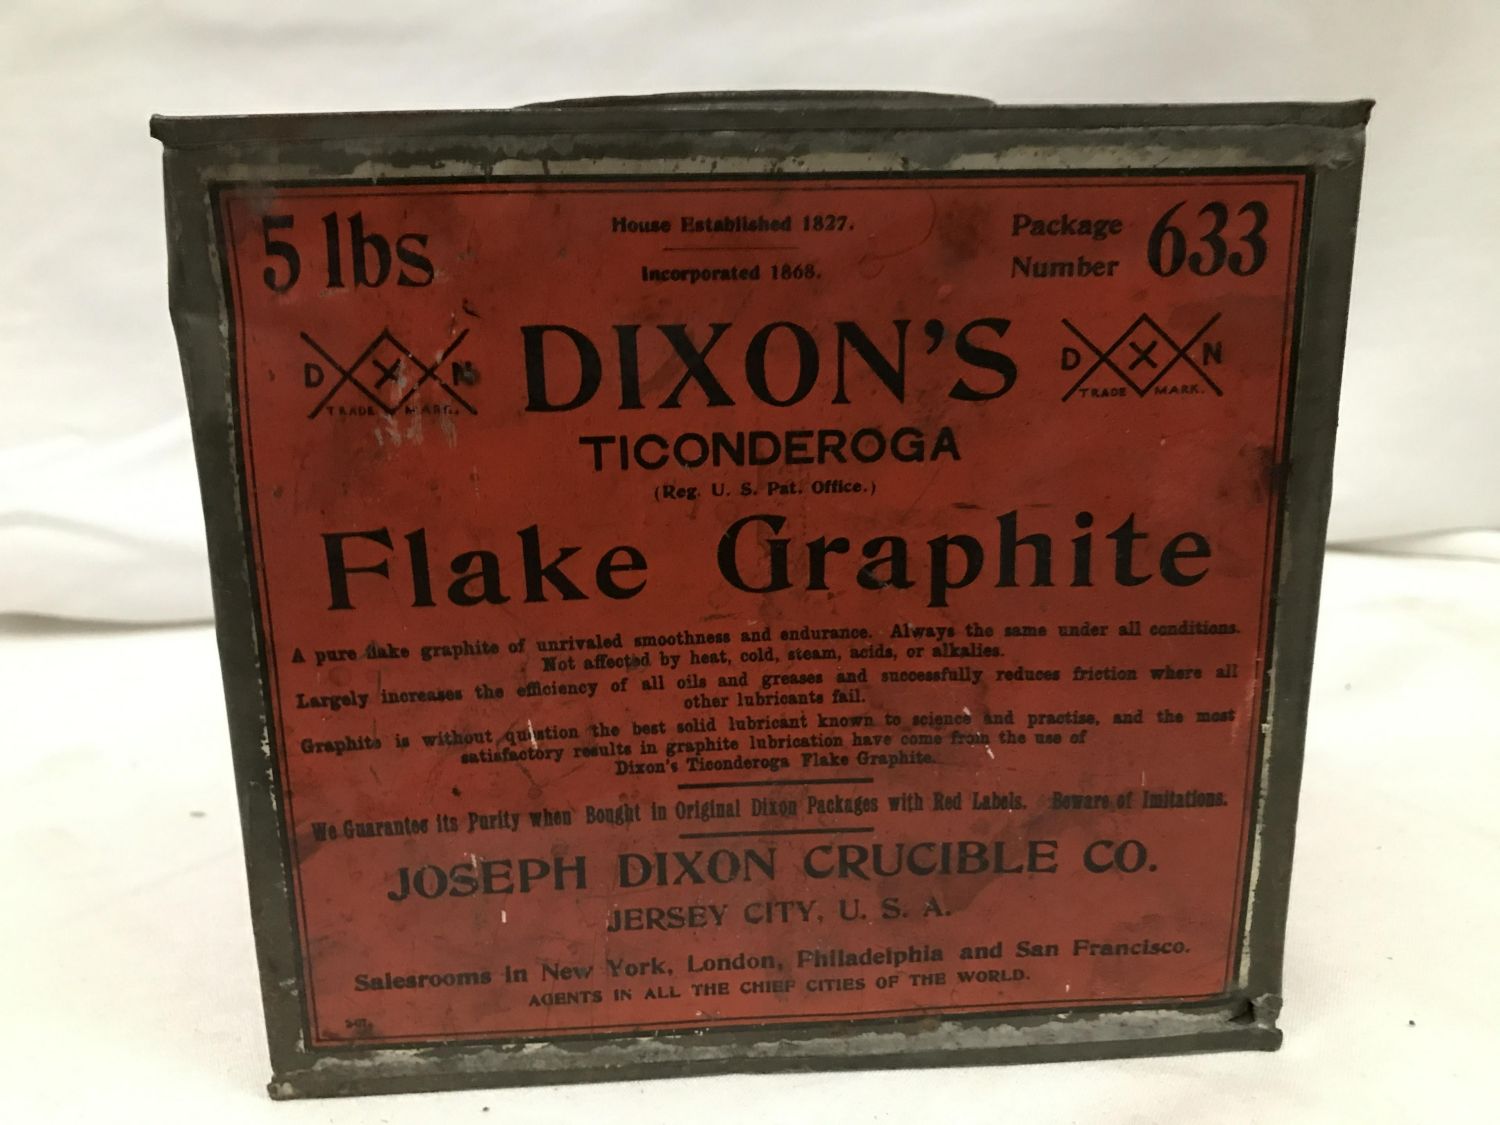 5 lbs
House Established 1827.
Incorporated 1868.
Package
Number 633
D X N
TRADE MARK.
DIXON'S
D X N
TRADE MARK.
TICONDEROGA
(Reg. U. S. Pat. Office.)
Flake Graphite
A pure flake graphite of unrivaled smoothness and endurance. Always the same under all conditions.
Not affected by heat, cold, steam, acids, or alkalies.
Largely increases the efficiency of all oils and greases and successfully reduces friction where all
other lubricants fail.
Graphite is without question the best solid lubricant known to science and practise, and the most
satisfactory results in graphite lubrication have come from the use of
Dixon's Ticonderoga Flake Graphite.
We Guarantee its Purity when Bought in Original Dixon Packages with Red Labels. Beware of Imitations.
JOSEPH DIXON CRUCIBLE CO.
JERSEY CITY, U. S. A.
Salesrooms in New York, London, Philadelphia and San Francisco.
AGENTS IN ALL THE CHIEF CITIES OF THE WORLD.